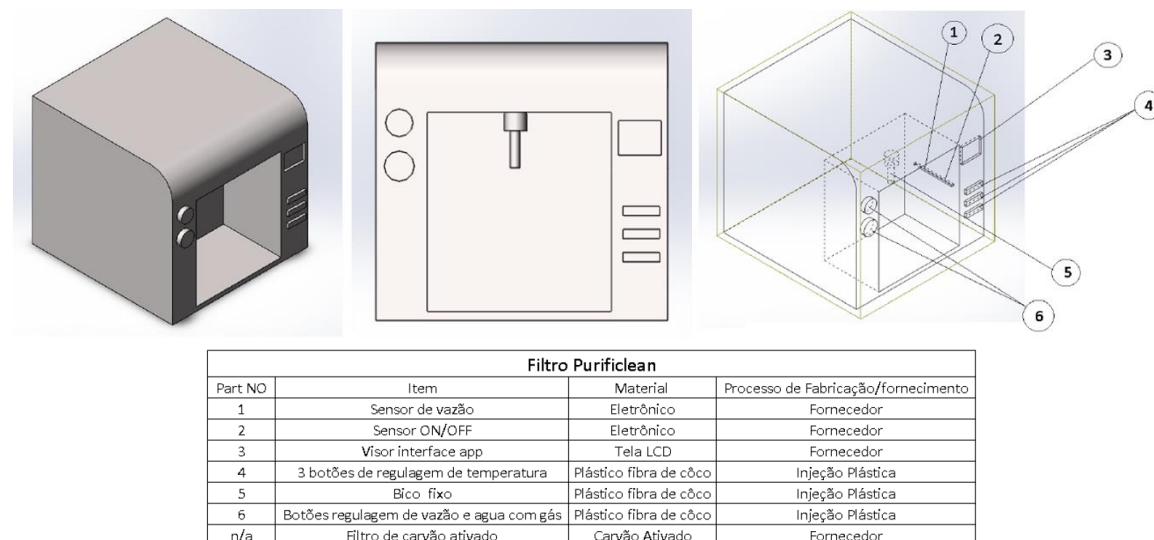 1
2
3
4
5
6
Filtro Purificlean
Part NO Item Material Processo de Fabricação/fornecimento
1 Sensor de vazão Eletrônico Fornecedor
2 Sensor ON/OFF Eletrônico Fornecedor
3 Visor interface app Tela LCD Fornecedor
4 3 botões de regulagem de temperatura Plástico fibra de côco Injeção Plástica
5 Bico fixo Plástico fibra de côco Injeção Plástica
6 Botões regulagem de vazão e agua com gás Plástico fibra de côco Injeção Plástica
n/a Filtro de carvão ativado Carvão Ativado Fornecedor